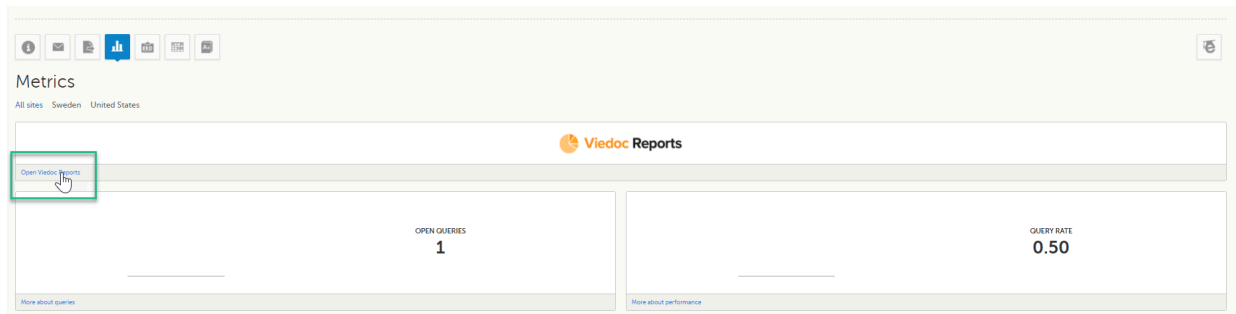 Metrics
All sites Sweden United States
Viedoc Reports
Open Viedoc Reports
OPEN QUERIES
1
QUERY RATE
0.50
More about queries
More about performance